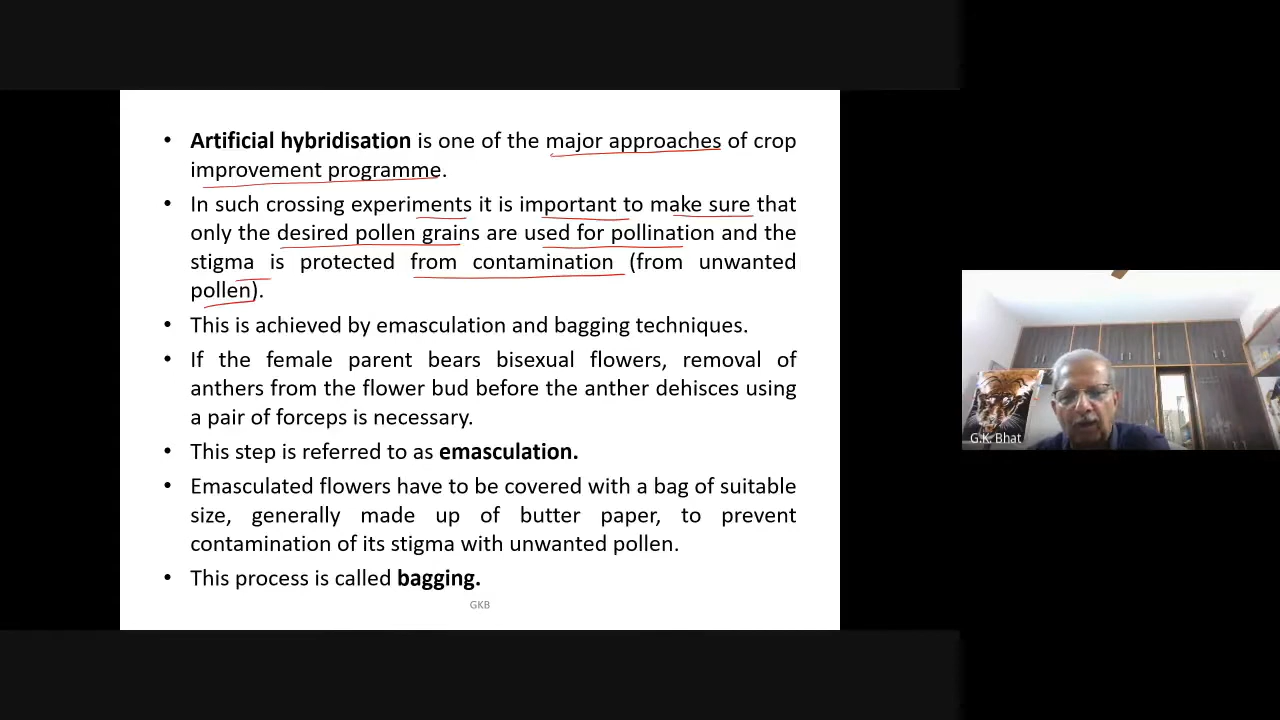 • Artificial hybridisation is one of the major approaches of crop
improvement programme.
• In such crossing experiments it is important to make sure that
only the desired pollen grains are used for pollination and the
stigma is protected from contamination (from unwanted
pollen).
• This is achieved by emasculation and bagging techniques.
• If the female parent bears bisexual flowers, removal of
anthers from the flower bud before the anther dehisces using
a pair of forceps is necessary.
• This step is referred to as emasculation.
• Emasculated flowers have to be covered with a bag of suitable
size, generally made up of butter paper, to prevent
contamination of its stigma with unwanted pollen.
• This process is called bagging.
GKB
G.K. Bhat